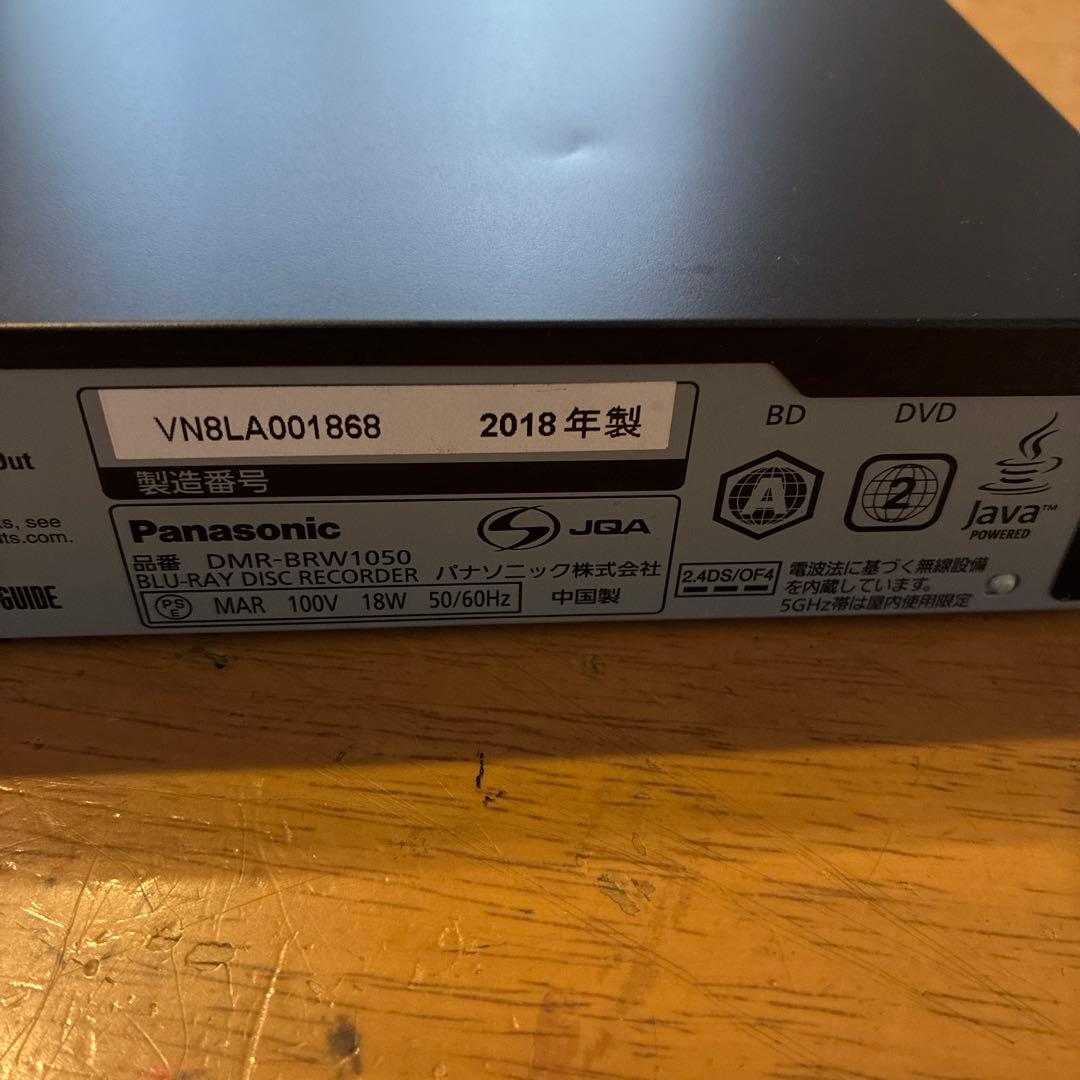 VN8LA001868 2018年製
製造番号
Panasonic JQA
品番 DMR-BRW1050
BLU-RAY DISC RECORDER パナソニック株式会社
PSE MAR 100V 18W 50/60Hz 中国製
Out
, see
.com.
GUIDE
BD DVD
A 2
Java™
POWERED
2.4DS/OF4
電波法に基づく無線設備
を内蔵しています。
5GHz帯は屋内使用限定